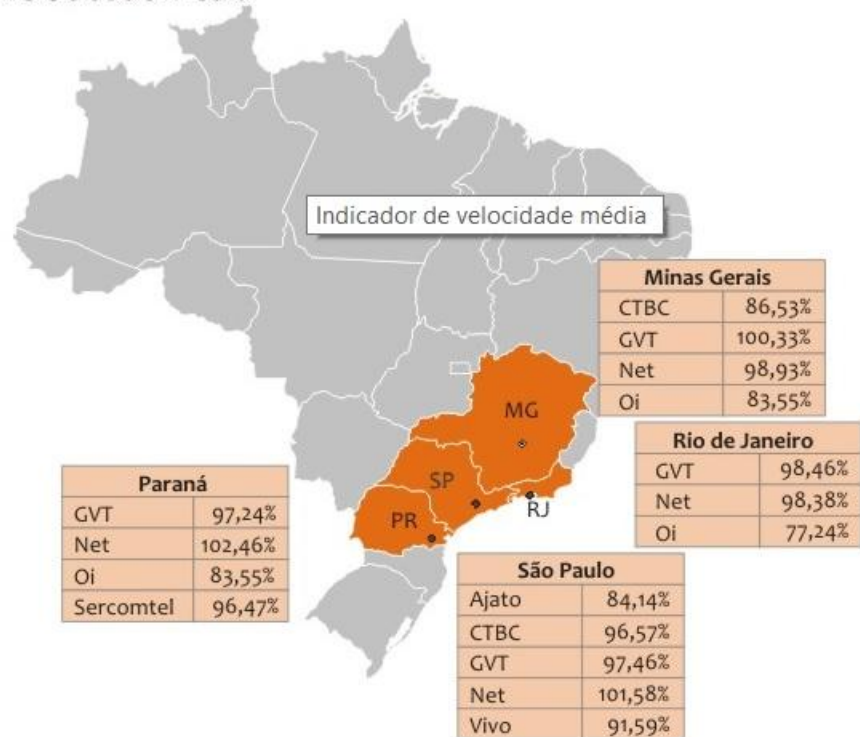 Indicador de velocidade média
Minas Gerais
CTBC 86,53%
GVT 100,33%
Net 98,93%
Oi 83,55%
Rio de Janeiro
GVT 98,46%
Net 98,38%
Oi 77,24%
MG
SP
PR
RJ
Paraná
GVT 97,24%
Net 102,46%
Oi 83,55%
Sercomtel 96,47%
São Paulo
Ajato 84,14%
CTBC 96,57%
GVT 97,46%
Net 101,58%
Vivo 91,59%